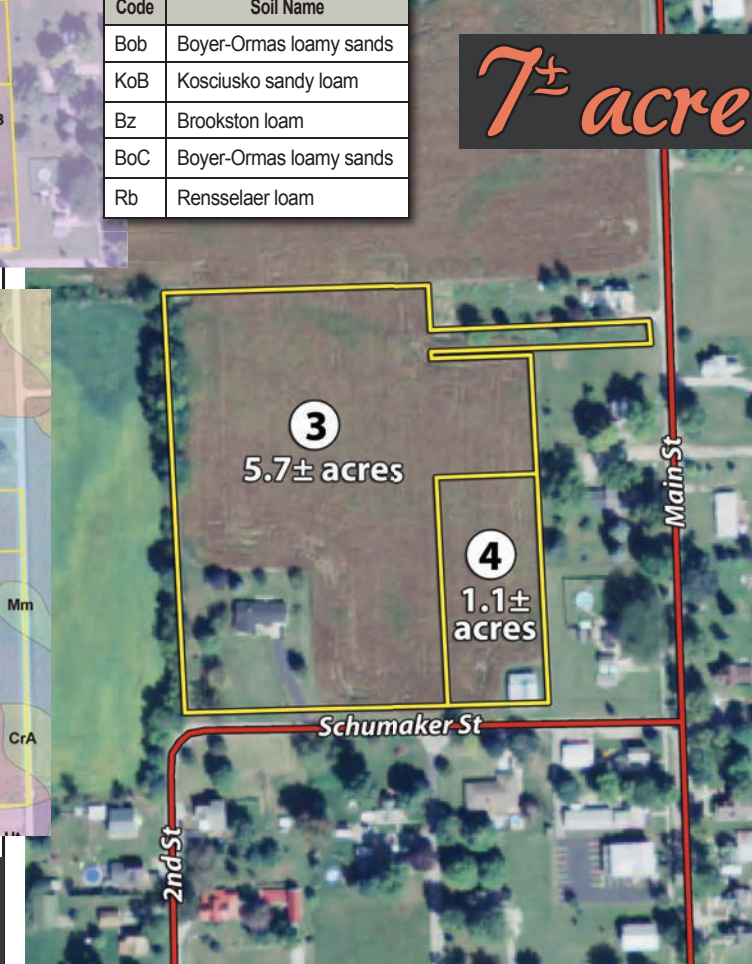 Code Soil Name
Bob Boyer-Ormas loamy sands
KoB Kosciusko sandy loam
Bz Brookston loam
BoC Boyer-Ormas loamy sands
Rb Rensselaer loam
7± acre
3
5.7± acres
4
1.1±
acres
Main St
Schumaker St
2nd St
Mm
CrA